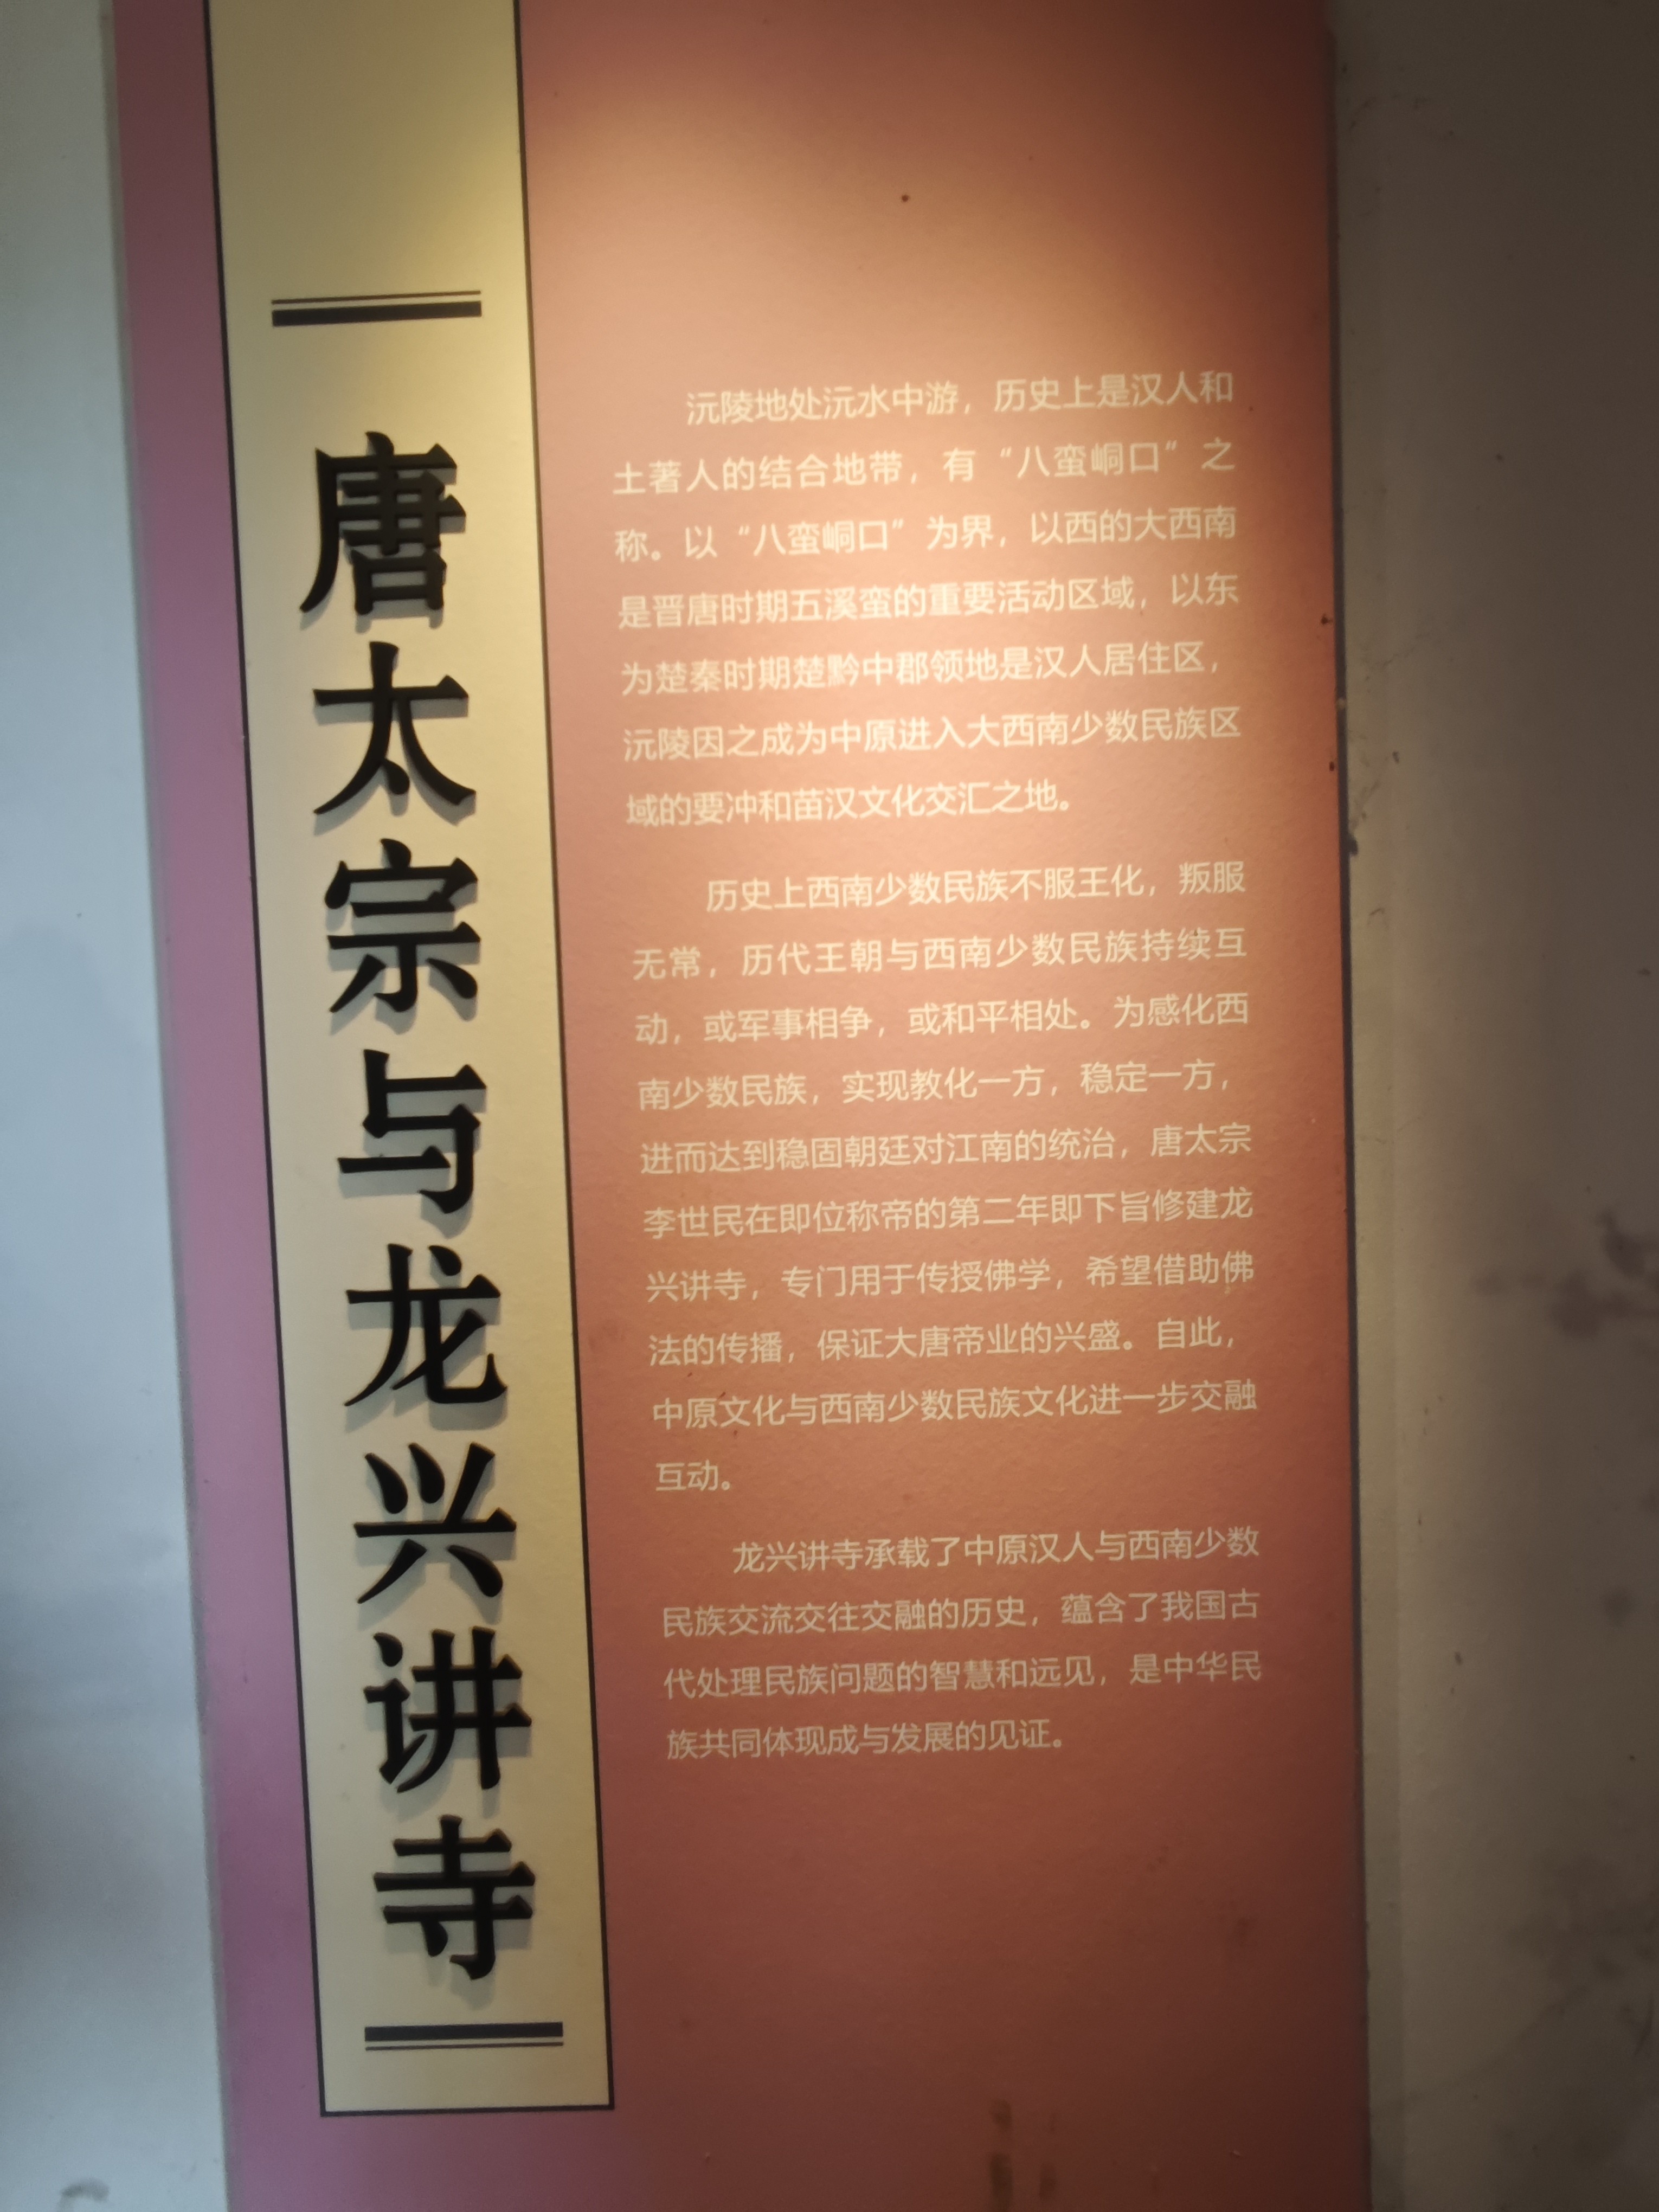 唐太宗与龙兴讲寺
沅陵地处沅水中游，历史上是汉人和
土著人的结合地带，有“八蛮峒口”之
称。以“八蛮峒口”为界，以西的大西南
是晋唐时期五溪蛮的重要活动区域，以东
为楚秦时期楚黔中郡领地是汉人居住区，
沅陵因之成为中原进入大西南少数民族区
域的要冲和苗汉文化交汇之地。
历史上西南少数民族不服王化，叛服
无常，历代王朝与西南少数民族持续互
动，或军事相争，或和平相处。为感化西
南少数民族，实现教化一方，稳定一方，
进而达到稳固朝廷对江南的统治，唐太宗
李世民在即位称帝的第二年即下旨修建龙
兴讲寺，专门用于传授佛学，希望借助佛
法的传播，保证大唐帝业的兴盛。自此，
中原文化与西南少数民族文化进一步交融
互动。
龙兴讲寺承载了中原汉人与西南少数
民族交流交往交融的历史，蕴含了我国古
代处理民族问题的智慧和远见，是中华民
族共同体现成与发展的见证。